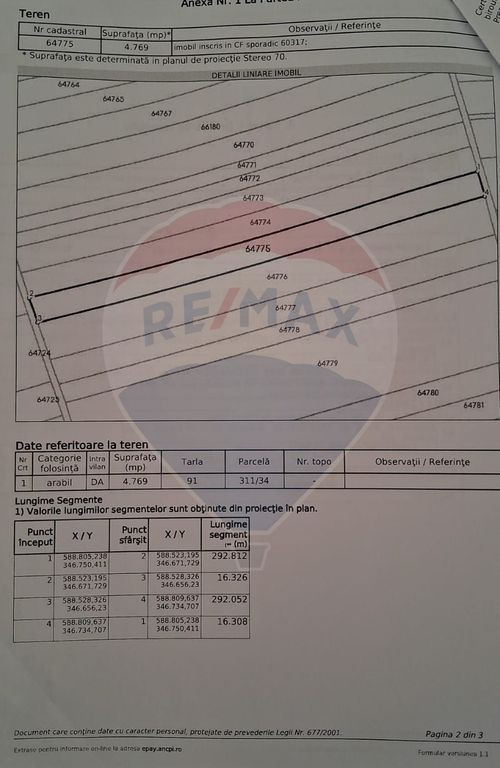 Anexa Nr. 1 La Partea
Teren
Nr cadastral Suprafața (mp)* Observații / Referințe
64775 4.769 imobil inscris in CF sporadic 60317;
* Suprafața este determinată in planul de proiecție Stereo 70.
DETALII LINIARE IMOBIL
64764
64765
64767
66180
64770
64771
64772
64773
64774
64775
64776
64777
64778
64779
64780
64781
64724
64725
1
4
2
3
RE/MAX
Date referitoare la teren
Nr Crt Categorie folosință Intra vilan Suprafața (mp) Tarla Parcelă Nr. topo Observații / Referințe
1 arabil DA 4.769 91 311/34 -
Lungime Segmente
1) Valorile lungimilor segmentelor sunt obținute din proiecție în plan.
Punct început X / Y Punct sfârșit X / Y Lungime segment (m)
1 588.805,238 346.750,411 2 588.523,195 346.671,729 292.812
2 588.523,195 346.671,729 3 588.528,326 346.656,23 16.326
3 588.528,326 346.656,23 4 588.809,637 346.734,707 292.052
4 588.809,637 346.734,707 1 588.805,238 346.750,411 16.308
Document care conține date cu caracter personal, protejate de prevederile Legii Nr. 677/2001.
Pagina 2 din 3
Extrase pentru informare on-line la adresa epay.ancpi.ro
Formular versiunea 1.1